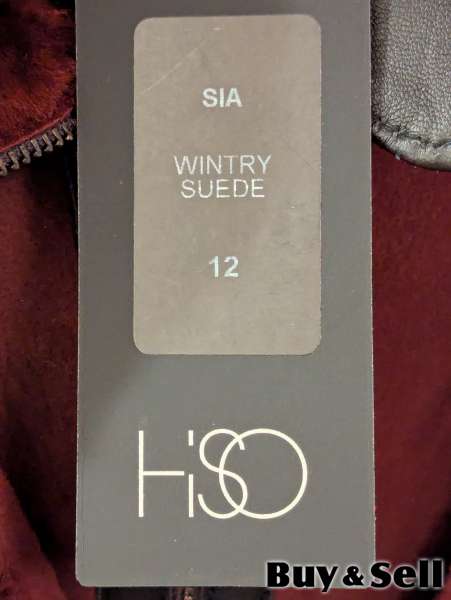 SIA
WINTRY
SUEDE
12
HiSO
Buy & Sell